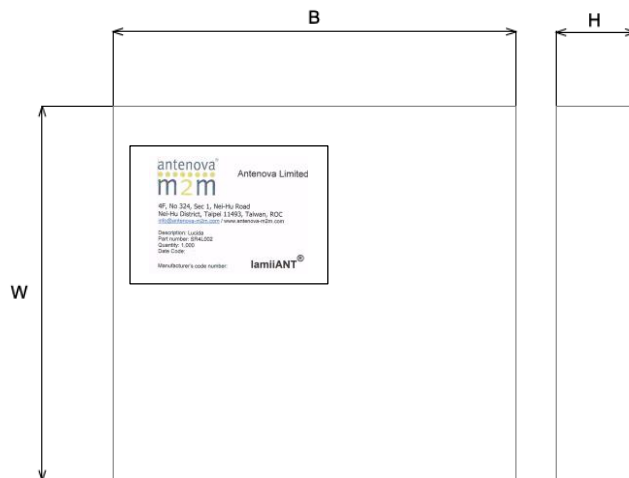 B
H
W
antenova®
m2m
Antenova Limited
4F, No 324, Sec 1, Nei-Hu Road
Nei-Hu District, Taipei 11493, Taiwan, ROC
info@antenova-m2m.com / www.antenova-m2m.com
Description: Lucida
Part number: SR4L002
Quantity: 1,000
Date Code:
Manufacturer's code number:
lamiiANT®